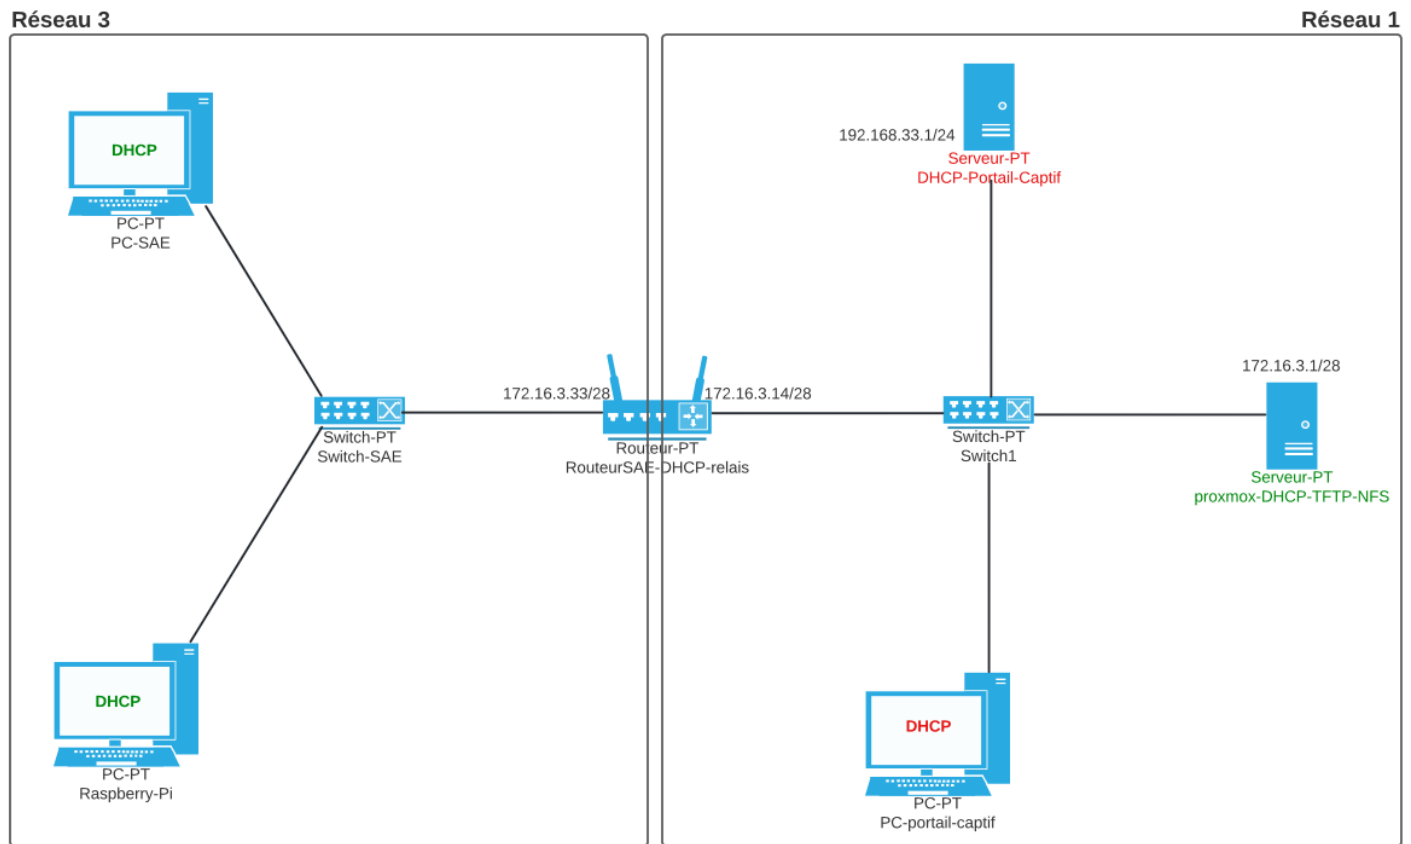 Réseau 3
Réseau 1
DHCP
PC-PT
PC-SAE
192.168.33.1/24
Serveur-PT
DHCP-Portail-Captif
172.16.3.33/28
172.16.3.14/28
172.16.3.1/28
Switch-PT
Switch-SAE
Routeur-PT
RouteurSAE-DHCP-relais
Switch-PT
Switch1
Serveur-PT
proxmox-DHCP-TFTP-NFS
DHCP
PC-PT
Raspberry-Pi
DHCP
PC-PT
PC-portail-captif